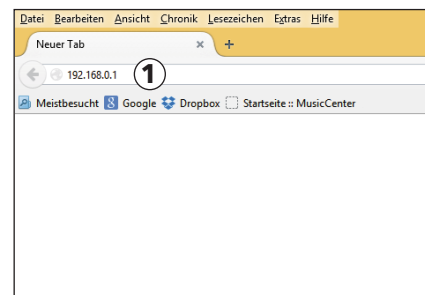 Datei Bearbeiten Ansicht Chronik Lesezeichen Extras Hilfe
Neuer Tab × +
192.168.0.1 1
Meistbesucht 8 Google Dropbox Startseite :: MusicCenter